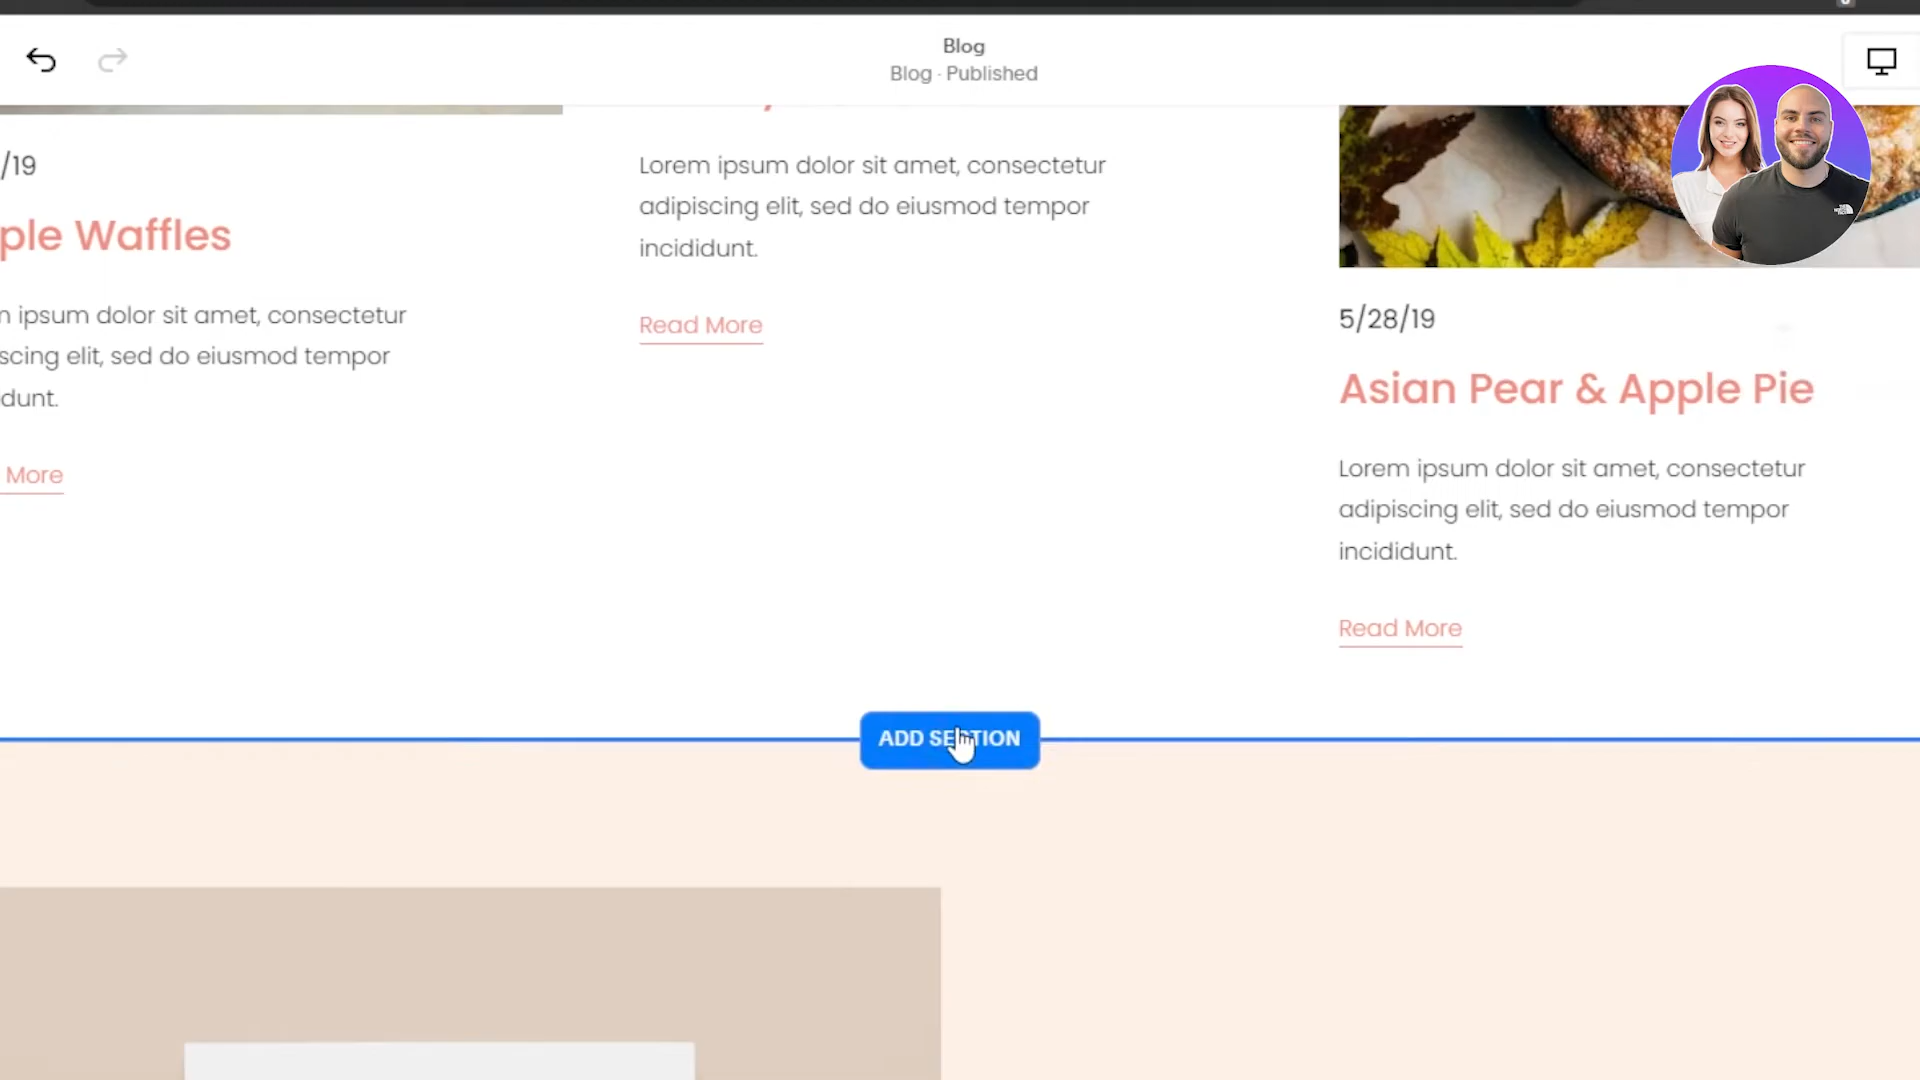 Blog
Blog · Published
/19
ple Waffles
ipsum dolor sit amet, consectetur
scing elit, sed do eiusmod tempor
dunt.
More
Lorem ipsum dolor sit amet, consectetur
adipiscing elit, sed do eiusmod tempor
incididunt.
Read More
5/28/19
Asian Pear & Apple Pie
Lorem ipsum dolor sit amet, consectetur
adipiscing elit, sed do eiusmod tempor
incididunt.
Read More
ADD SECTION